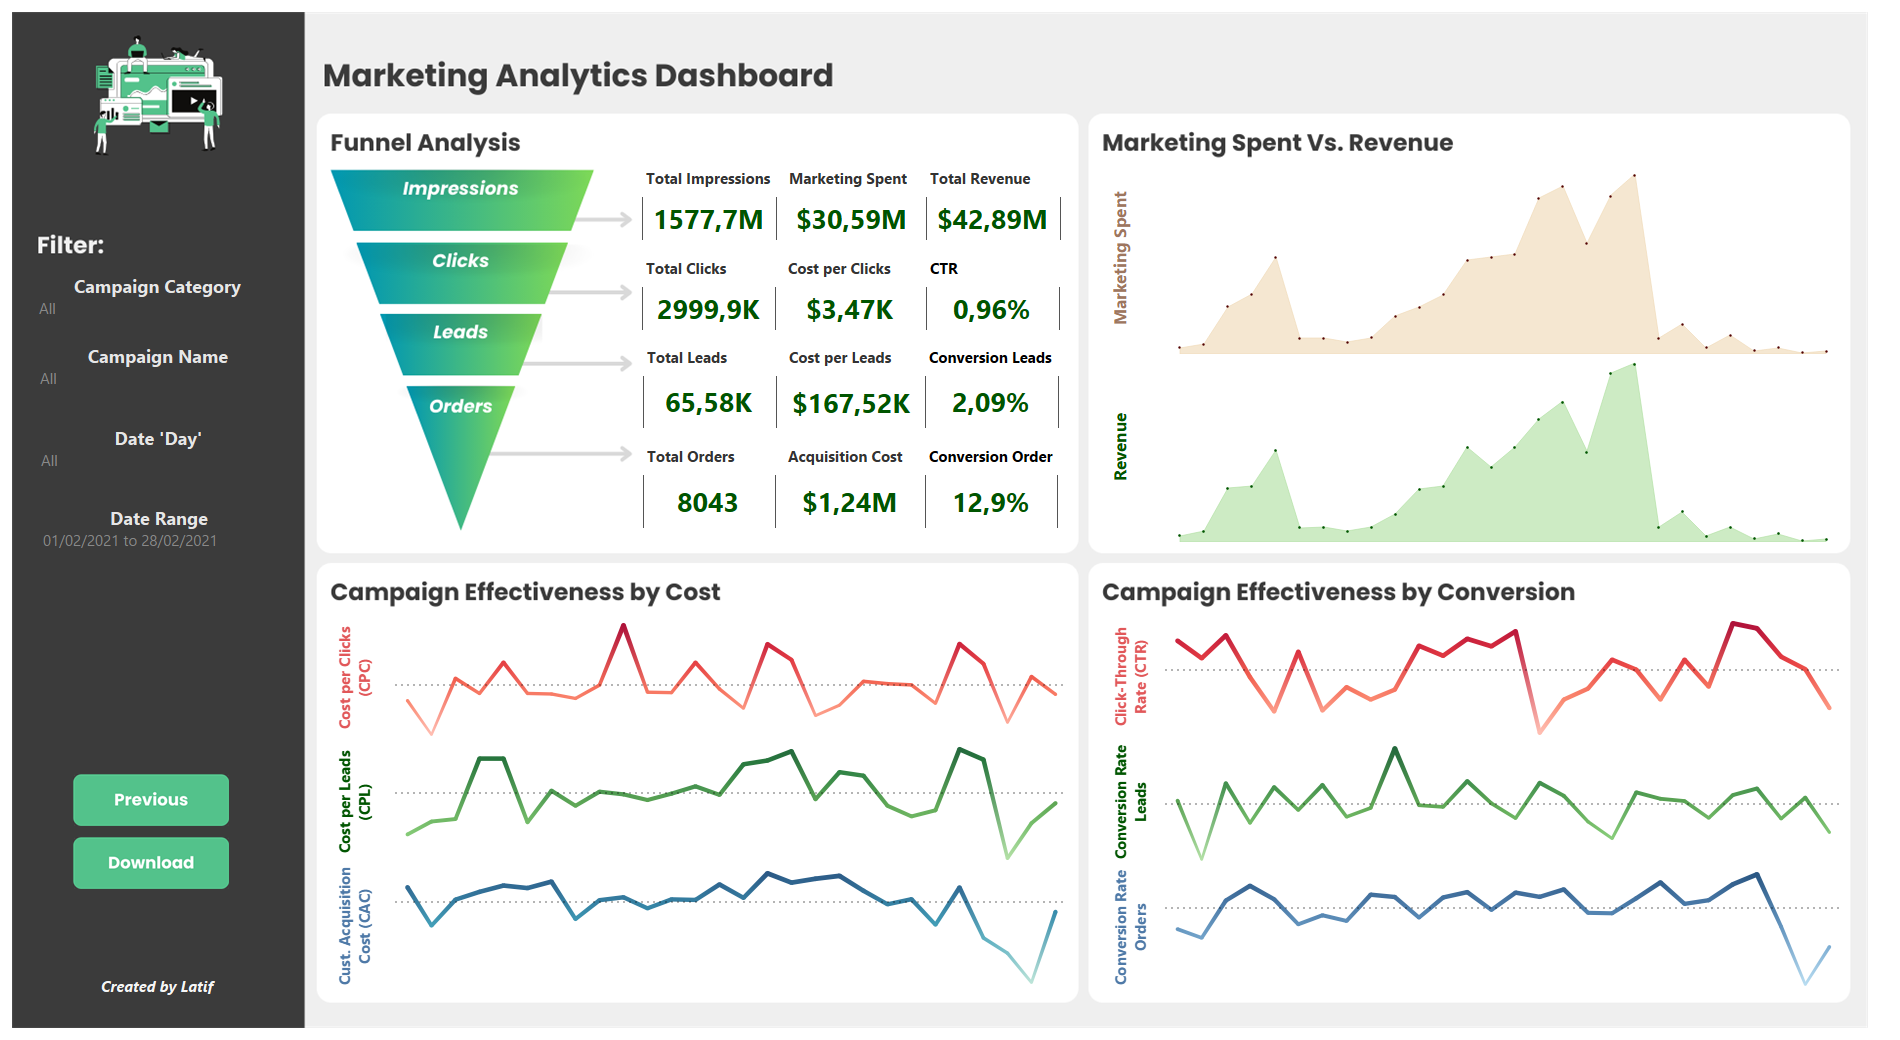 Marketing Analytics Dashboard
Filter:
Campaign Category
All
Campaign Name
All
Date 'Day'
All
Date Range
01/02/2021 to 28/02/2021
Previous
Download
Created by Latif
Funnel Analysis
Impressions
Clicks
Leads
Orders
Total Impressions Marketing Spent Total Revenue
1577,7M $30,59M $42,89M
Total Clicks Cost per Clicks CTR
2999,9K $3,47K 0,96%
Total Leads Cost per Leads Conversion Leads
65,58K $167,52K 2,09%
Total Orders Acquisition Cost Conversion Order
8043 $1,24M 12,9%
Marketing Spent Vs. Revenue
Marketing Spent
Revenue
Campaign Effectiveness by Cost
Cost per Clicks
(CPC)
Cost per Leads
(CPL)
Cust. Acquisition
Cost (CAC)
Campaign Effectiveness by Conversion
Click-Through
Rate (CTR)
Conversion Rate
Leads
Conversion Rate
Orders